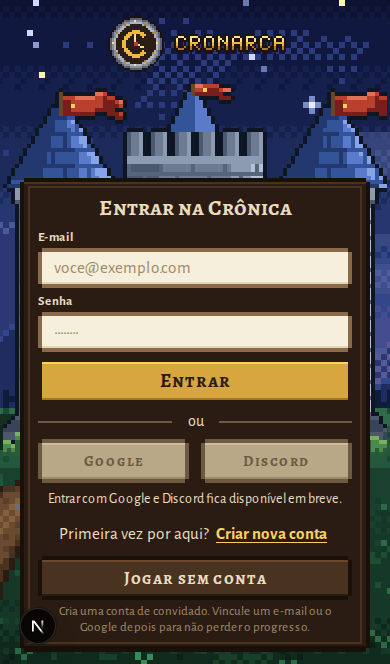 CRONARCA
Entrar na Crônica
E-mail
voce@exemplo.com
Senha
Entrar
ou
Google
Discord
Entrar com Google e Discord fica disponível em breve.
Primeira vez por aqui? Criar nova conta
Jogar sem conta
Cria uma conta de convidado. Vincule um e-mail ou o
Google depois para não perder o progresso.
N